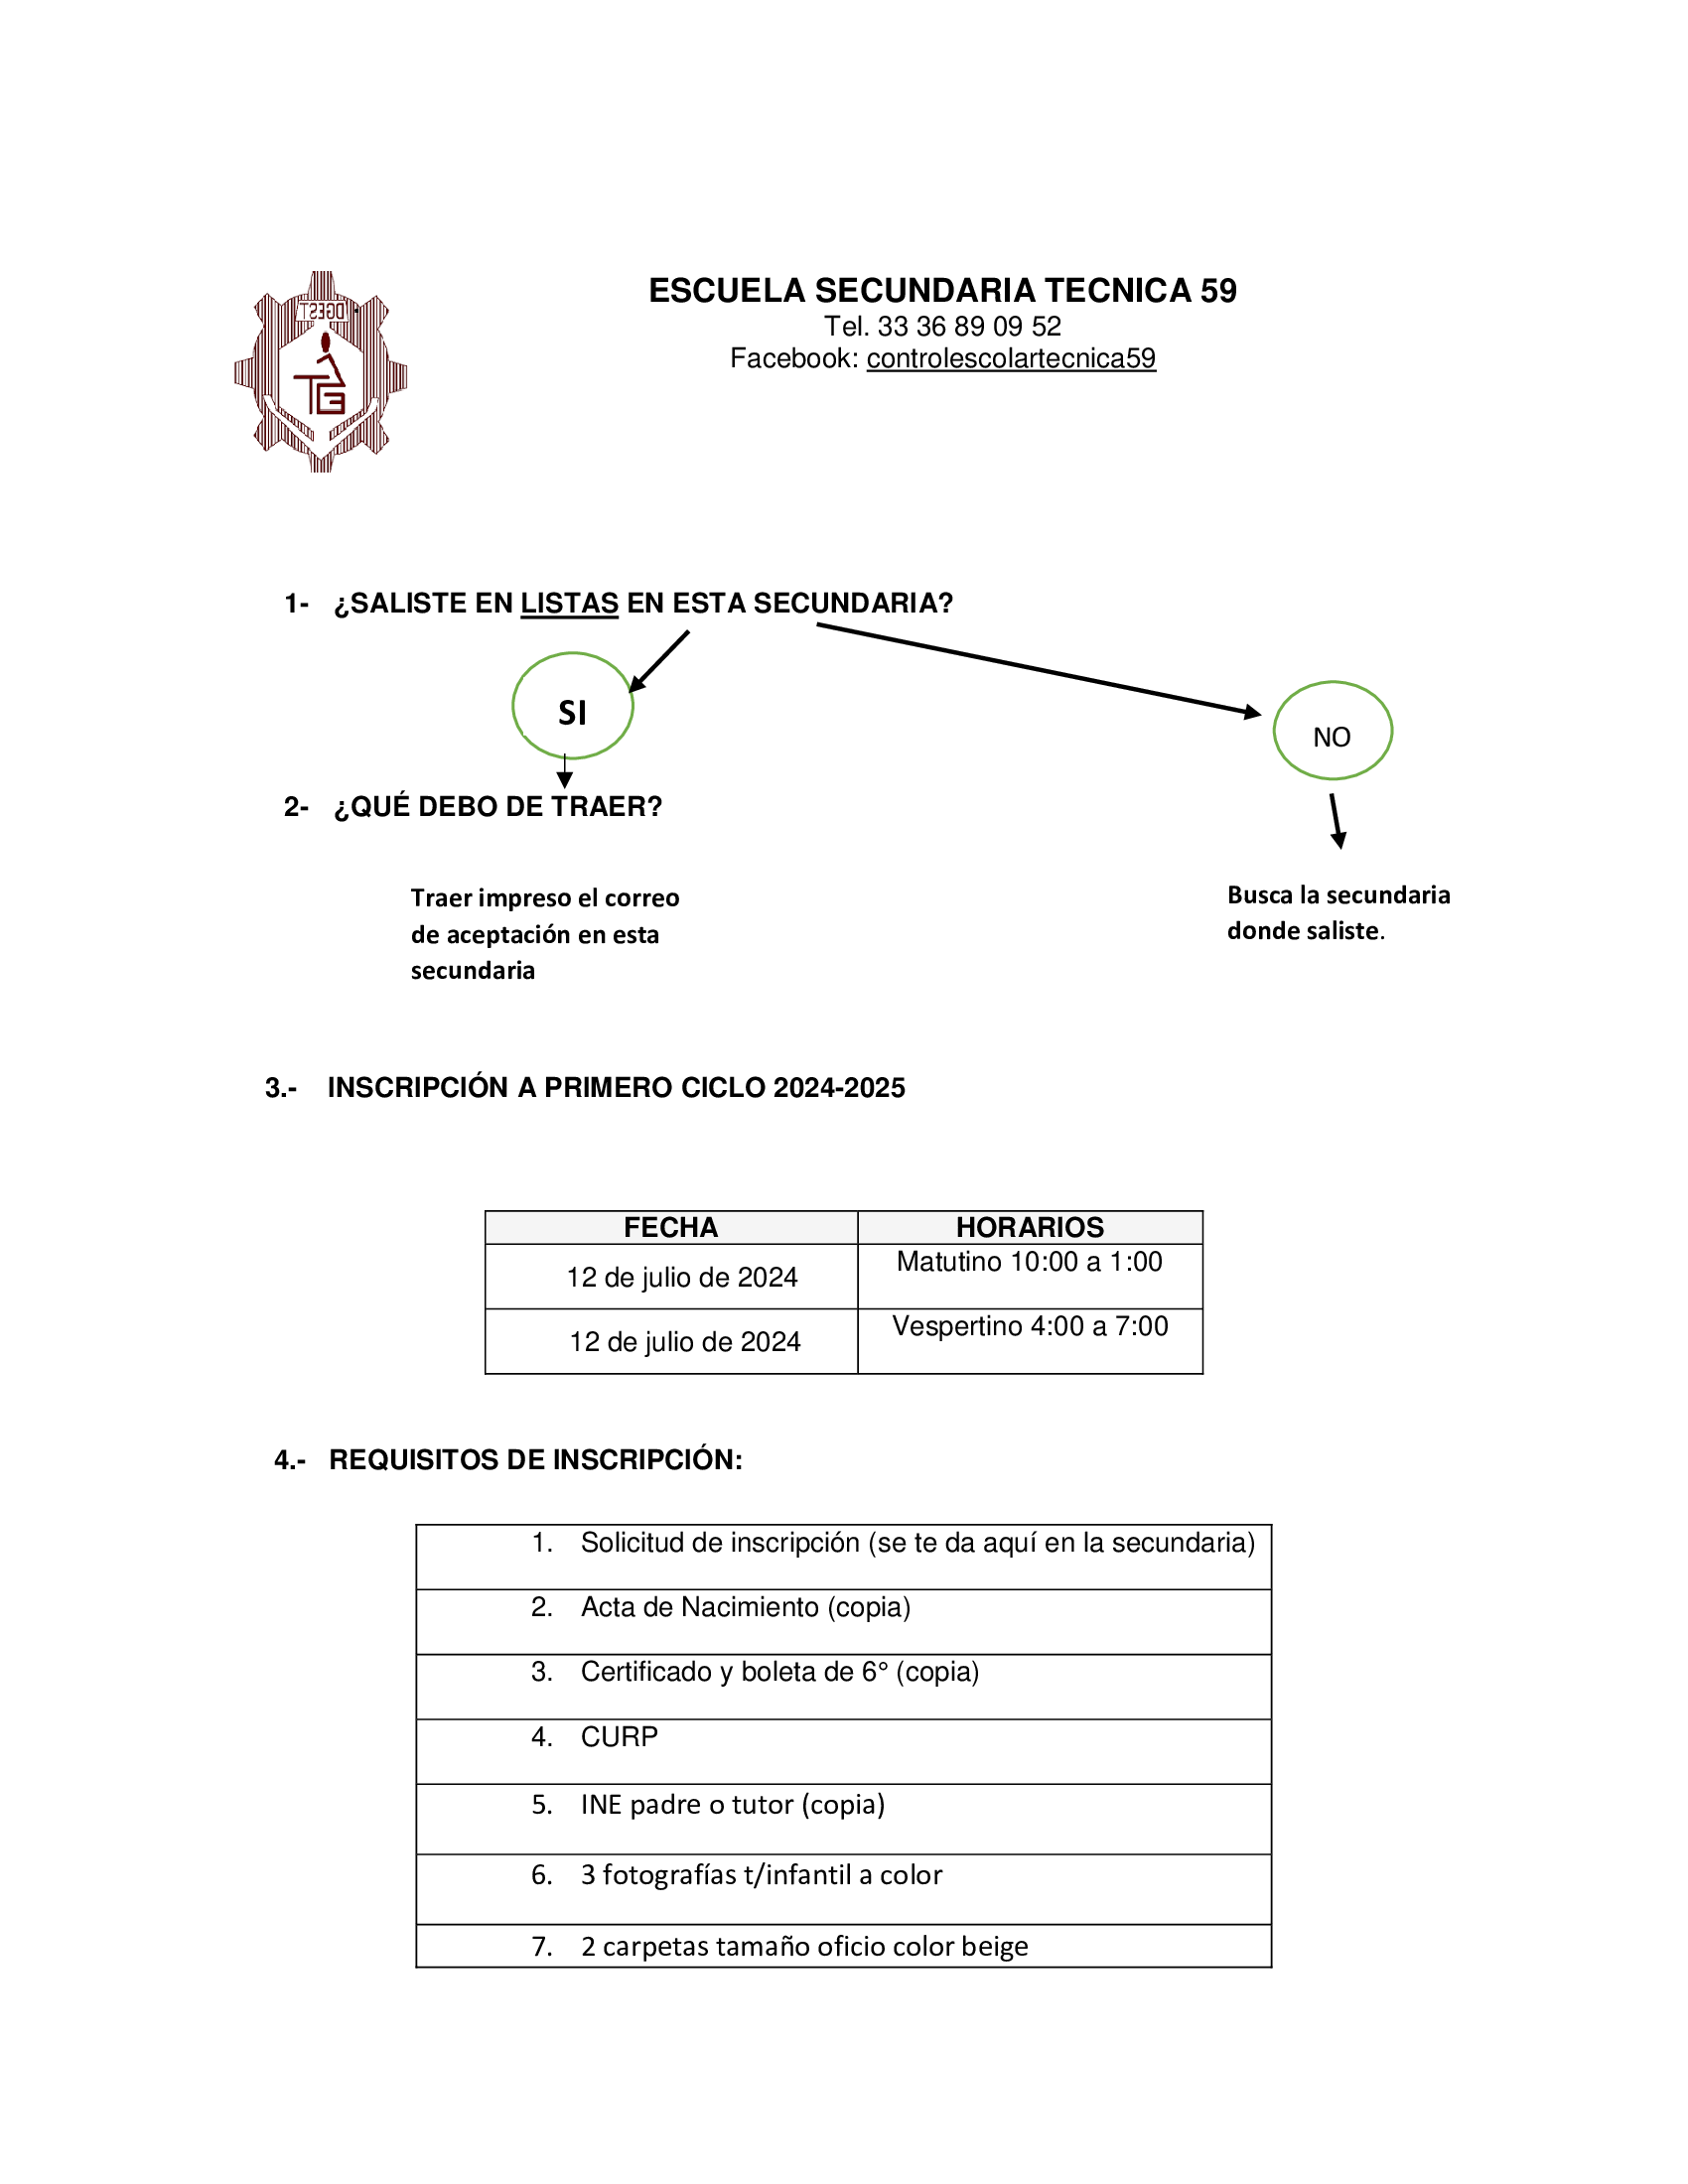 DGEST
ESCUELA SECUNDARIA TECNICA 59
Tel. 33 36 89 09 52
Facebook: controlescolartecnica59
1- ¿SALISTE EN LISTAS EN ESTA SECUNDARIA?
SI
NO
2- ¿QUÉ DEBO DE TRAER?
Traer impreso el correo
de aceptación en esta
secundaria
Busca la secundaria
donde saliste.
3.- INSCRIPCIÓN A PRIMERO CICLO 2024-2025
FECHA HORARIOS
12 de julio de 2024 Matutino 10:00 a 1:00
12 de julio de 2024 Vespertino 4:00 a 7:00
4.- REQUISITOS DE INSCRIPCIÓN:
1. Solicitud de inscripción (se te da aquí en la secundaria)
2. Acta de Nacimiento (copia)
3. Certificado y boleta de 6° (copia)
4. CURP
5. INE padre o tutor (copia)
6. 3 fotografías t/infantil a color
7. 2 carpetas tamaño oficio color beige